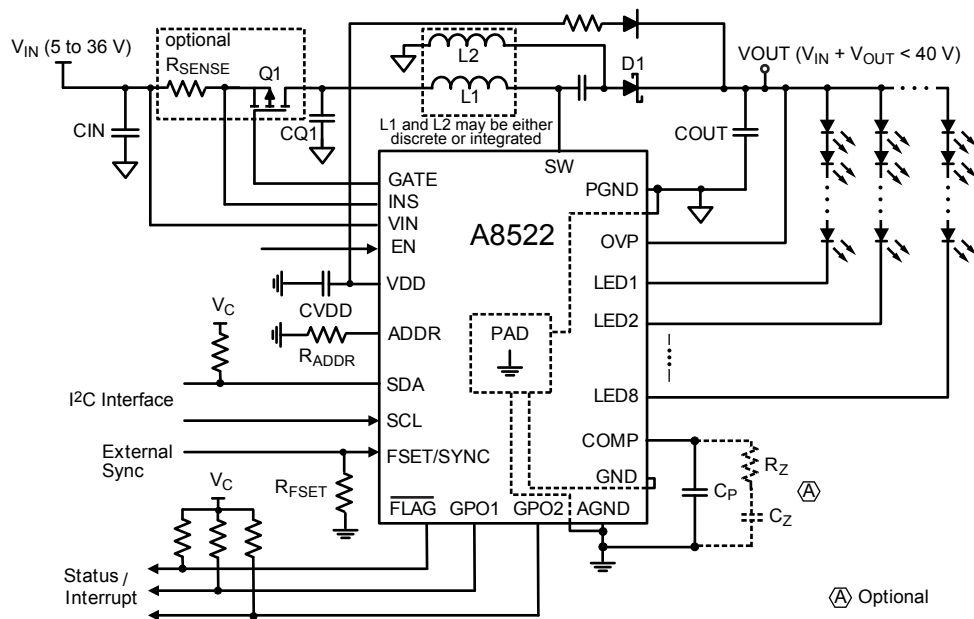 V_IN (5 to 36 V)
optional
R_SENSE
Q1
L2
L1
D1
VOUT (V_IN + V_OUT < 40 V)
CIN
CQ1
L1 and L2 may be either
discrete or integrated
COUT
SW
GATE
INS
VIN
EN
VDD
ADDR
SDA
SCL
FSET/SYNC
FLAG
GPO1
GPO2
AGND
A8522
PAD
PGND
OVP
LED1
LED2
LED8
COMP
GND
CVDD
V_C
R_ADDR
I²C Interface
External
Sync
R_FSET
V_C
Status /
Interrupt
C_P
R_Z
C_Z
A
A Optional